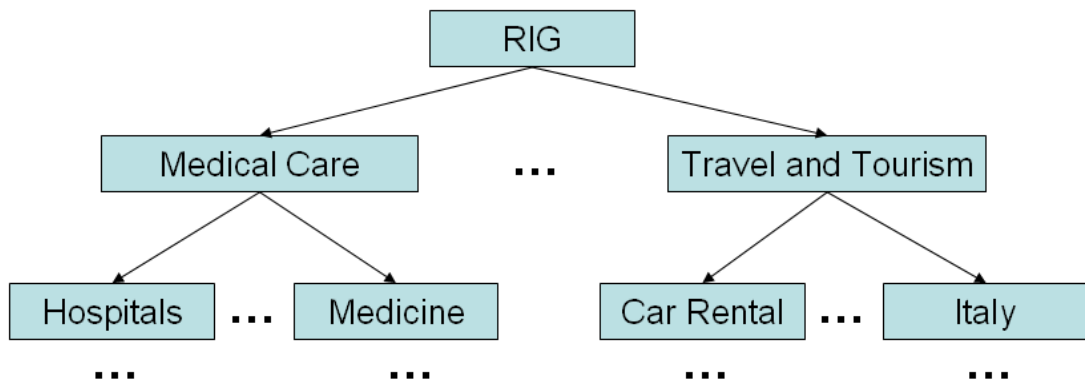 RIG
Medical Care ... Travel and Tourism
Hospitals ... Medicine Car Rental ... Italy
... ... ... ...